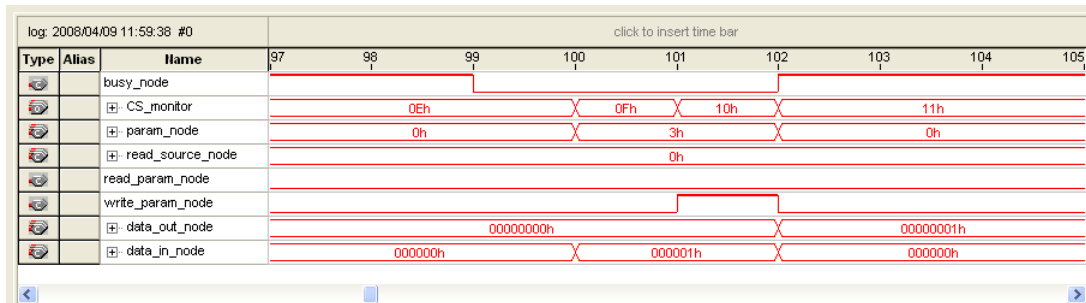 log: 2008/04/09 11:59:38 #0 click to insert time bar
Type Alias Name 97 98 99 100 101 102 103 104 105
busy_node
CS_monitor 0Eh 0Fh 10h 11h
param_node 0h 3h 0h
read_source_node 0h
read_param_node
write_param_node
data_out_node 00000000h 00000001h
data_in_node 000000h 000001h 000000h